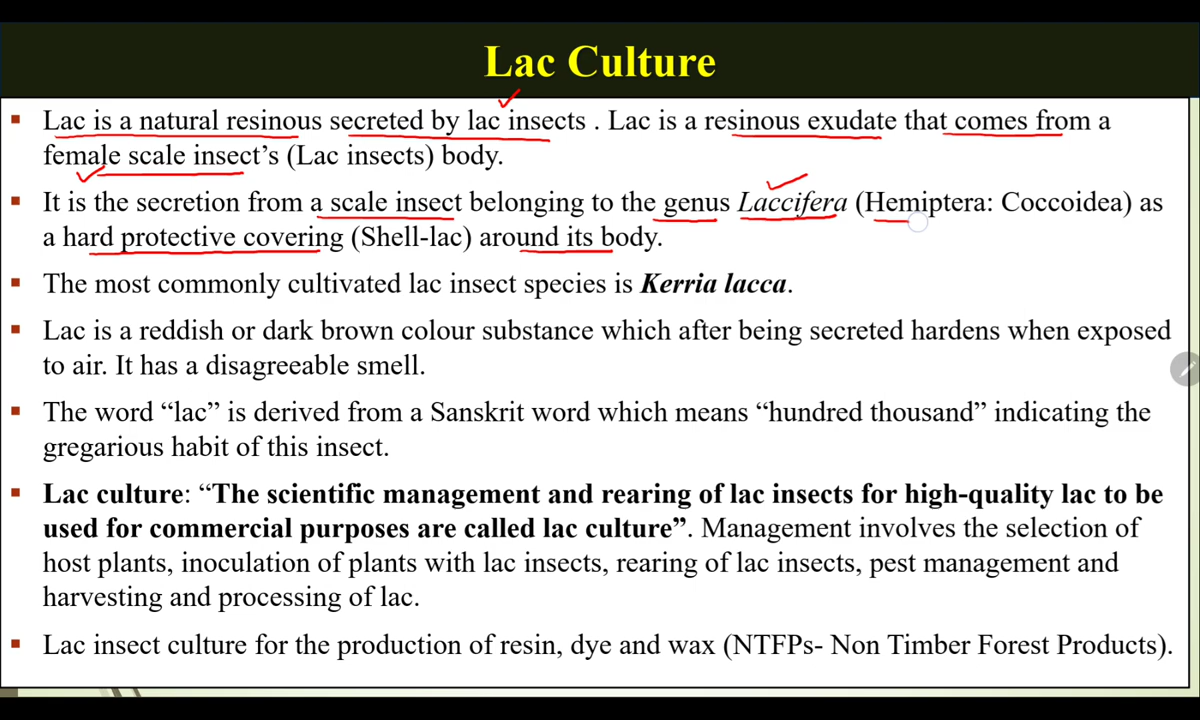 Lac Culture
▪ Lac is a natural resinous secreted by lac insects . Lac is a resinous exudate that comes from a
female scale insect’s (Lac insects) body.
▪ It is the secretion from a scale insect belonging to the genus Laccifera (Hemiptera: Coccoidea) as
a hard protective covering (Shell-lac) around its body.
▪ The most commonly cultivated lac insect species is Kerria lacca.
▪ Lac is a reddish or dark brown colour substance which after being secreted hardens when exposed
to air. It has a disagreeable smell.
▪ The word “lac” is derived from a Sanskrit word which means “hundred thousand” indicating the
gregarious habit of this insect.
▪ Lac culture: “The scientific management and rearing of lac insects for high-quality lac to be
used for commercial purposes are called lac culture”. Management involves the selection of
host plants, inoculation of plants with lac insects, rearing of lac insects, pest management and
harvesting and processing of lac.
▪ Lac insect culture for the production of resin, dye and wax (NTFPs- Non Timber Forest Products).